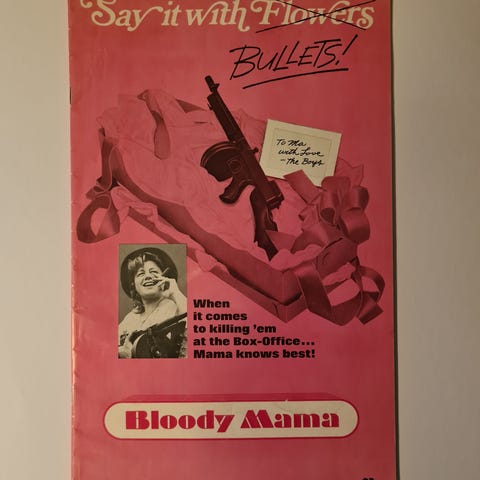 Say it with Flowers
BULLETS!
To Ma
with Love
- the Boys
When
it comes
to killing 'em
at the Box-Office...
Mama knows best!
Bloody Mama